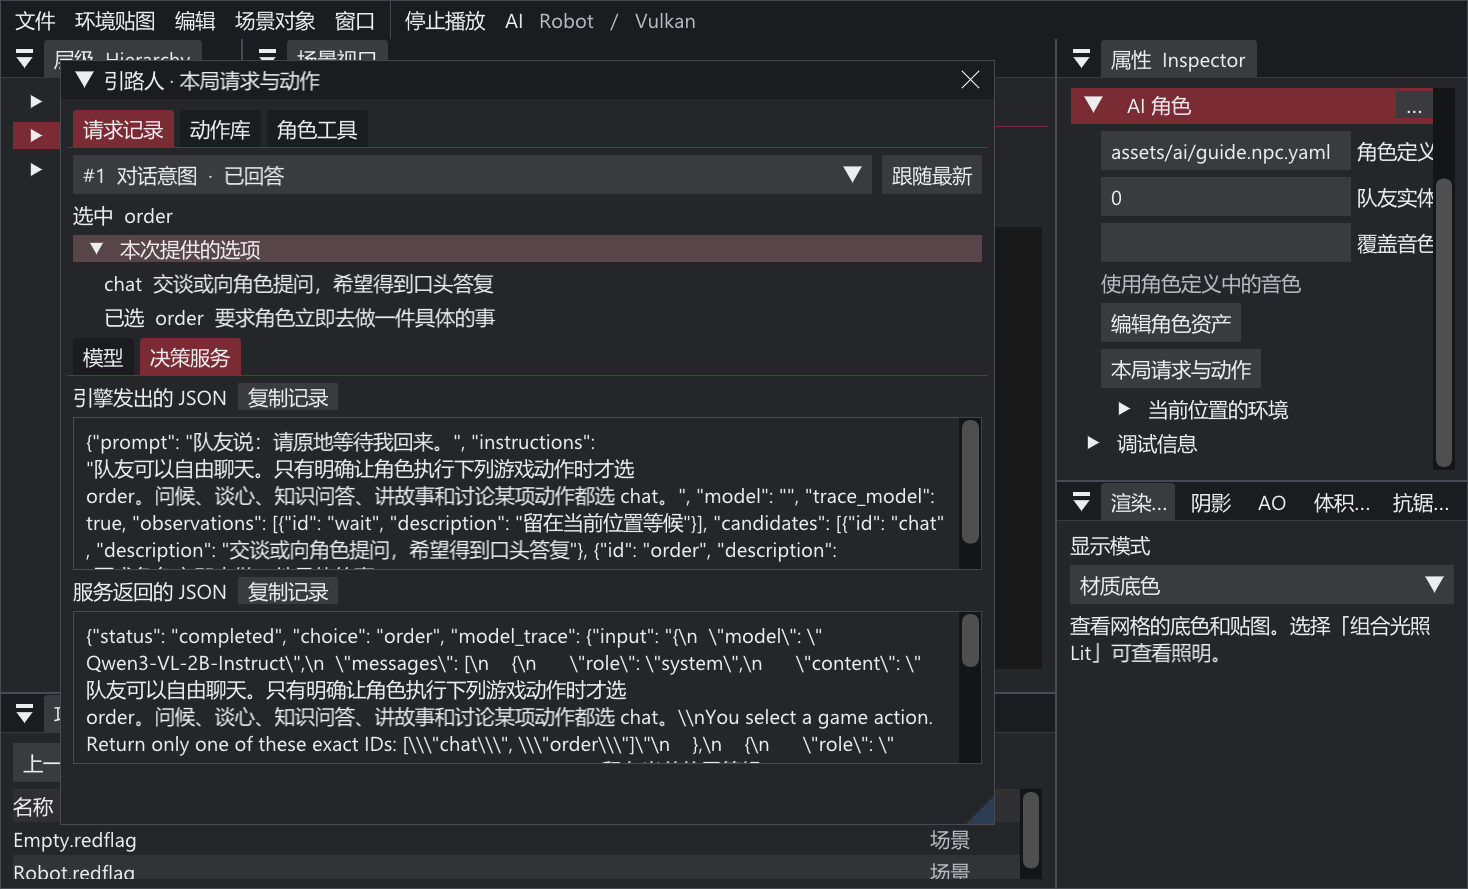 文件 环境贴图 编辑 场景对象 窗口 停止播放 AI Robot / Vulkan
层级 Hierarchy 场景视口 属性 Inspector
引路人 · 本局请求与动作
请求记录 动作库 角色工具
#1 对话意图 · 已回答 跟随最新
选中 order
本次提供的选项
chat 交谈或向角色提问，希望得到口头答复
已选 order 要求角色立即去做一件具体的事
模型 决策服务
引擎发出的 JSON 复制记录
{"prompt": "队友说：请原地等待我回来。", "instructions":
"队友可以自由聊天。只有明确让角色执行下列游戏动作时才选
order。问候、谈心、知识问答、讲故事和讨论某项动作都选 chat。", "model": "", "trace_model":
true, "observations": [{"id": "wait", "description": "留在当前位置等候"}], "candidates": [{"id": "chat"
, "description": "交谈或向角色提问，希望得到口头答复"}, {"id": "order", "description":
服务返回的 JSON 复制记录
{"status": "completed", "choice": "order", "model_trace": {"input": "{\n  \"model\": \"
Qwen3-VL-2B-Instruct\",\n  \"messages\": [\n    {\n      \"role\": \"system\",\n      \"content\": \"
队友可以自由聊天。只有明确让角色执行下列游戏动作时才选
order。问候、谈心、知识问答、讲故事和讨论某项动作都选 chat。\\nYou select a game action.
Return only one of these exact IDs: [\\\"chat\\\", \\\"order\\\"]\"\n    },\n    {\n      \"role\": \"
AI 角色 ...
assets/ai/guide.npc.yaml 角色定义
0 队友实体
覆盖音色
使用角色定义中的音色
编辑角色资产
本局请求与动作
当前位置的环境
调试信息
渲染... 阴影 AO 体积... 抗锯...
显示模式
材质底色
查看网格的底色和贴图。选择「组合光照
Lit」可查看照明。
上一
名称
Empty.redflag 场景
Robot.redflag 场景